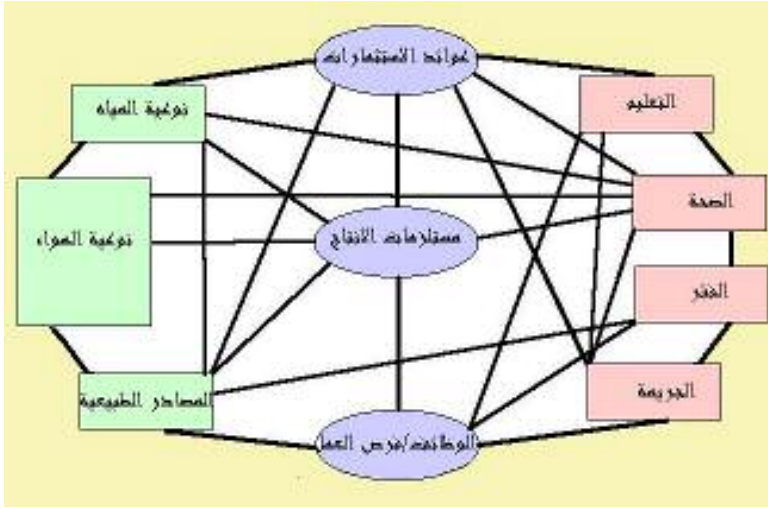 عوائد الاستثمارات
التعليم
نوعية المياه
الصحة
مستلزمات الانتاج
نوعية الهواء
الفقر
الجريمة
المصادر الطبيعية
الوظائف/فرص العمل